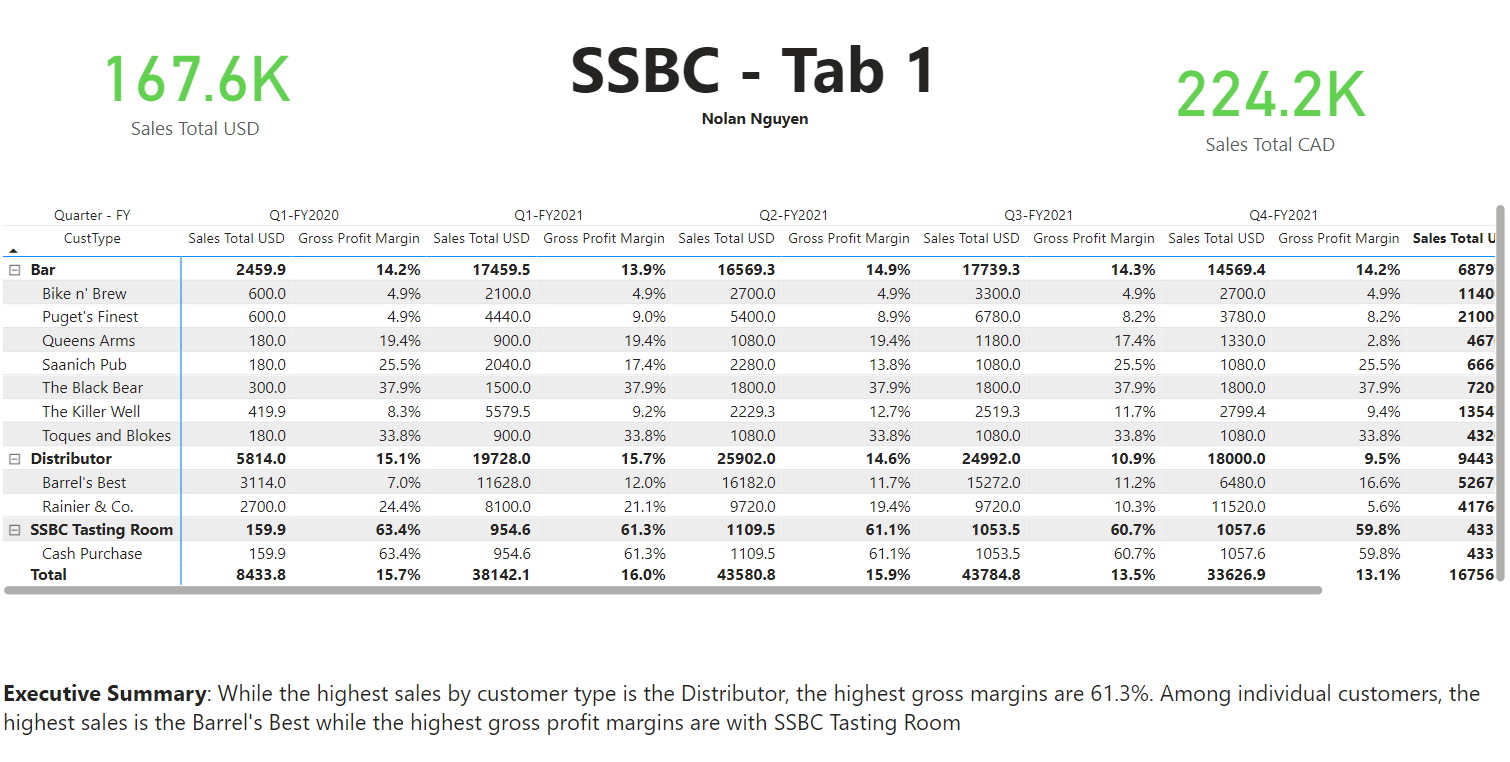 167.6K
Sales Total USD
SSBC - Tab 1
Nolan Nguyen
224.2K
Sales Total CAD
Quarter - FY Q1-FY2020 Q1-FY2021 Q2-FY2021 Q3-FY2021 Q4-FY2021
CustType Sales Total USD Gross Profit Margin Sales Total USD Gross Profit Margin Sales Total USD Gross Profit Margin Sales Total USD Gross Profit Margin Sales Total USD Gross Profit Margin Sales Total U
Bar 2459.9 14.2% 17459.5 13.9% 16569.3 14.9% 17739.3 14.3% 14569.4 14.2% 6879
Bike n' Brew 600.0 4.9% 2100.0 4.9% 2700.0 4.9% 3300.0 4.9% 2700.0 4.9% 1140
Puget's Finest 600.0 4.9% 4440.0 9.0% 5400.0 8.9% 6780.0 8.2% 3780.0 8.2% 2100
Queens Arms 180.0 19.4% 900.0 19.4% 1080.0 19.4% 1180.0 17.4% 1330.0 2.8% 467
Saanich Pub 180.0 25.5% 2040.0 17.4% 2280.0 13.8% 1080.0 25.5% 1080.0 25.5% 666
The Black Bear 300.0 37.9% 1500.0 37.9% 1800.0 37.9% 1800.0 37.9% 1800.0 37.9% 720
The Killer Well 419.9 8.3% 5579.5 9.2% 2229.3 12.7% 2519.3 11.7% 2799.4 9.4% 1354
Toques and Blokes 180.0 33.8% 900.0 33.8% 1080.0 33.8% 1080.0 33.8% 1080.0 33.8% 432
Distributor 5814.0 15.1% 19728.0 15.7% 25902.0 14.6% 24992.0 10.9% 18000.0 9.5% 9443
Barrel's Best 3114.0 7.0% 11628.0 12.0% 16182.0 11.7% 15272.0 11.2% 6480.0 16.6% 5267
Rainier & Co. 2700.0 24.4% 8100.0 21.1% 9720.0 19.4% 9720.0 10.3% 11520.0 5.6% 4176
SSBC Tasting Room 159.9 63.4% 954.6 61.3% 1109.5 61.1% 1053.5 60.7% 1057.6 59.8% 433
Cash Purchase 159.9 63.4% 954.6 61.3% 1109.5 61.1% 1053.5 60.7% 1057.6 59.8% 433
Total 8433.8 15.7% 38142.1 16.0% 43580.8 15.9% 43784.8 13.5% 33626.9 13.1% 16756
Executive Summary: While the highest sales by customer type is the Distributor, the highest gross margins are 61.3%. Among individual customers, the
highest sales is the Barrel's Best while the highest gross profit margins are with SSBC Tasting Room